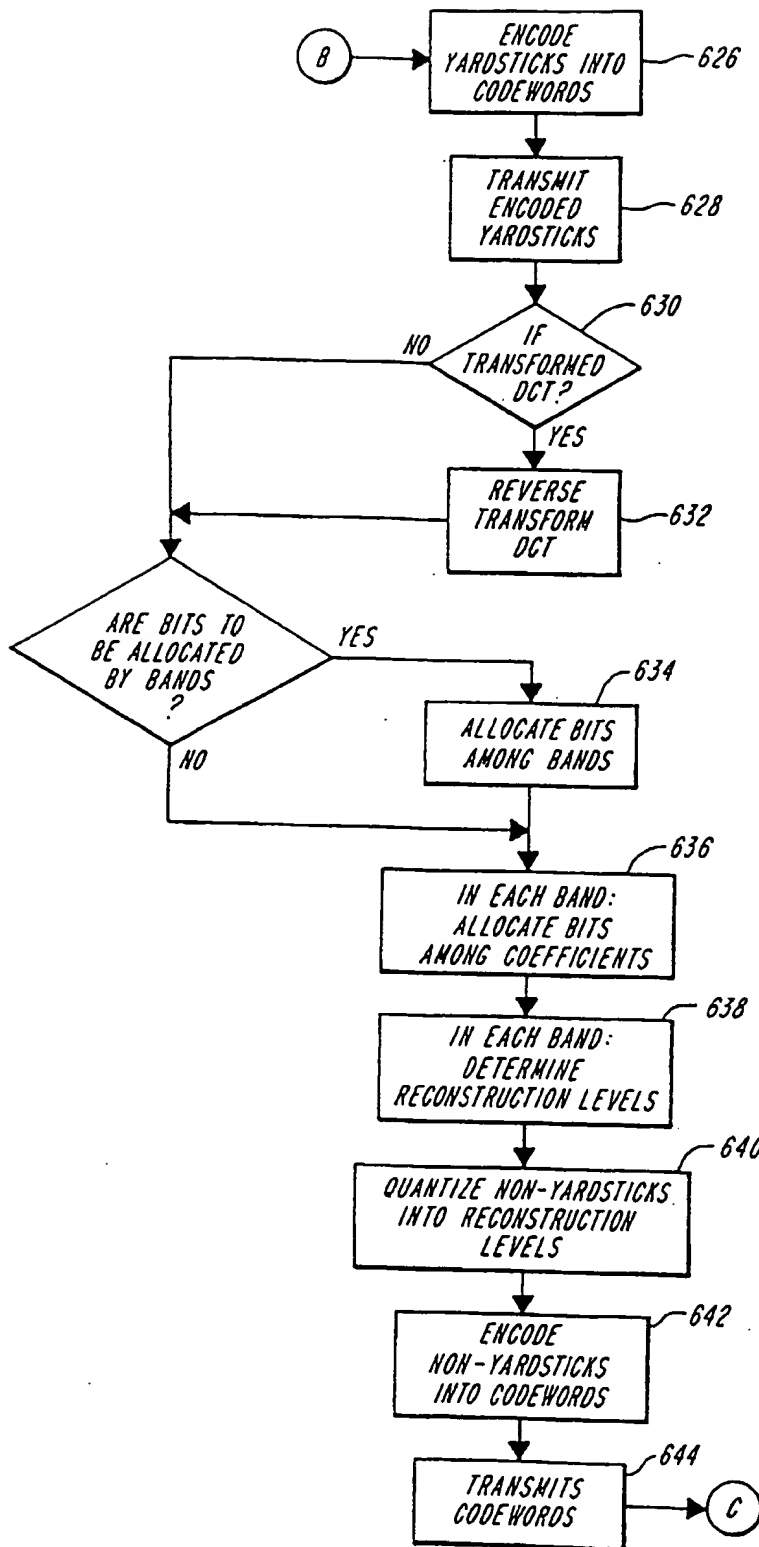 B
ENCODE
YARDSTICKS INTO
CODEWORDS
626
TRANSMIT
ENCODED
YARDSTICKS
628
630
IF
TRANSFORMED
DCT?
NO
YES
REVERSE
TRANSFORM
DCT
632
ARE BITS TO
BE ALLOCATED
BY BANDS
?
YES
NO
634
ALLOCATE BITS
AMONG BANDS
636
IN EACH BAND:
ALLOCATE BITS
AMONG COEFFICIENTS
638
IN EACH BAND:
DETERMINE
RECONSTRUCTION LEVELS
640
QUANTIZE NON-YARDSTICKS
INTO RECONSTRUCTION
LEVELS
642
ENCODE
NON-YARDSTICKS
INTO CODEWORDS
644
TRANSMITS
CODEWORDS
C